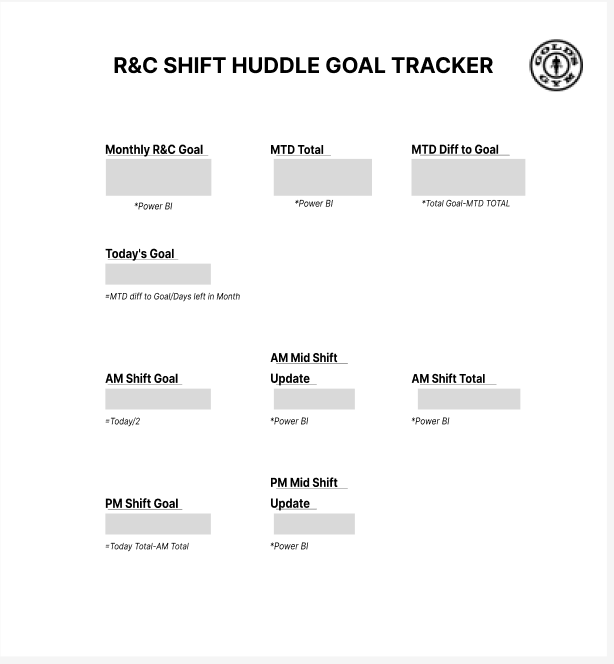 R&C SHIFT HUDDLE GOAL TRACKER
GOLD'S GYM
Monthly R&C Goal
MTD Total
MTD Diff to Goal
*Power BI
*Power BI
*Total Goal-MTD TOTAL
Today's Goal
=MTD diff to Goal/Days left in Month
AM Shift Goal
AM Mid Shift
Update
AM Shift Total
=Today/2
*Power BI
*Power BI
PM Shift Goal
PM Mid Shift
Update
=Today Total-AM Total
*Power BI